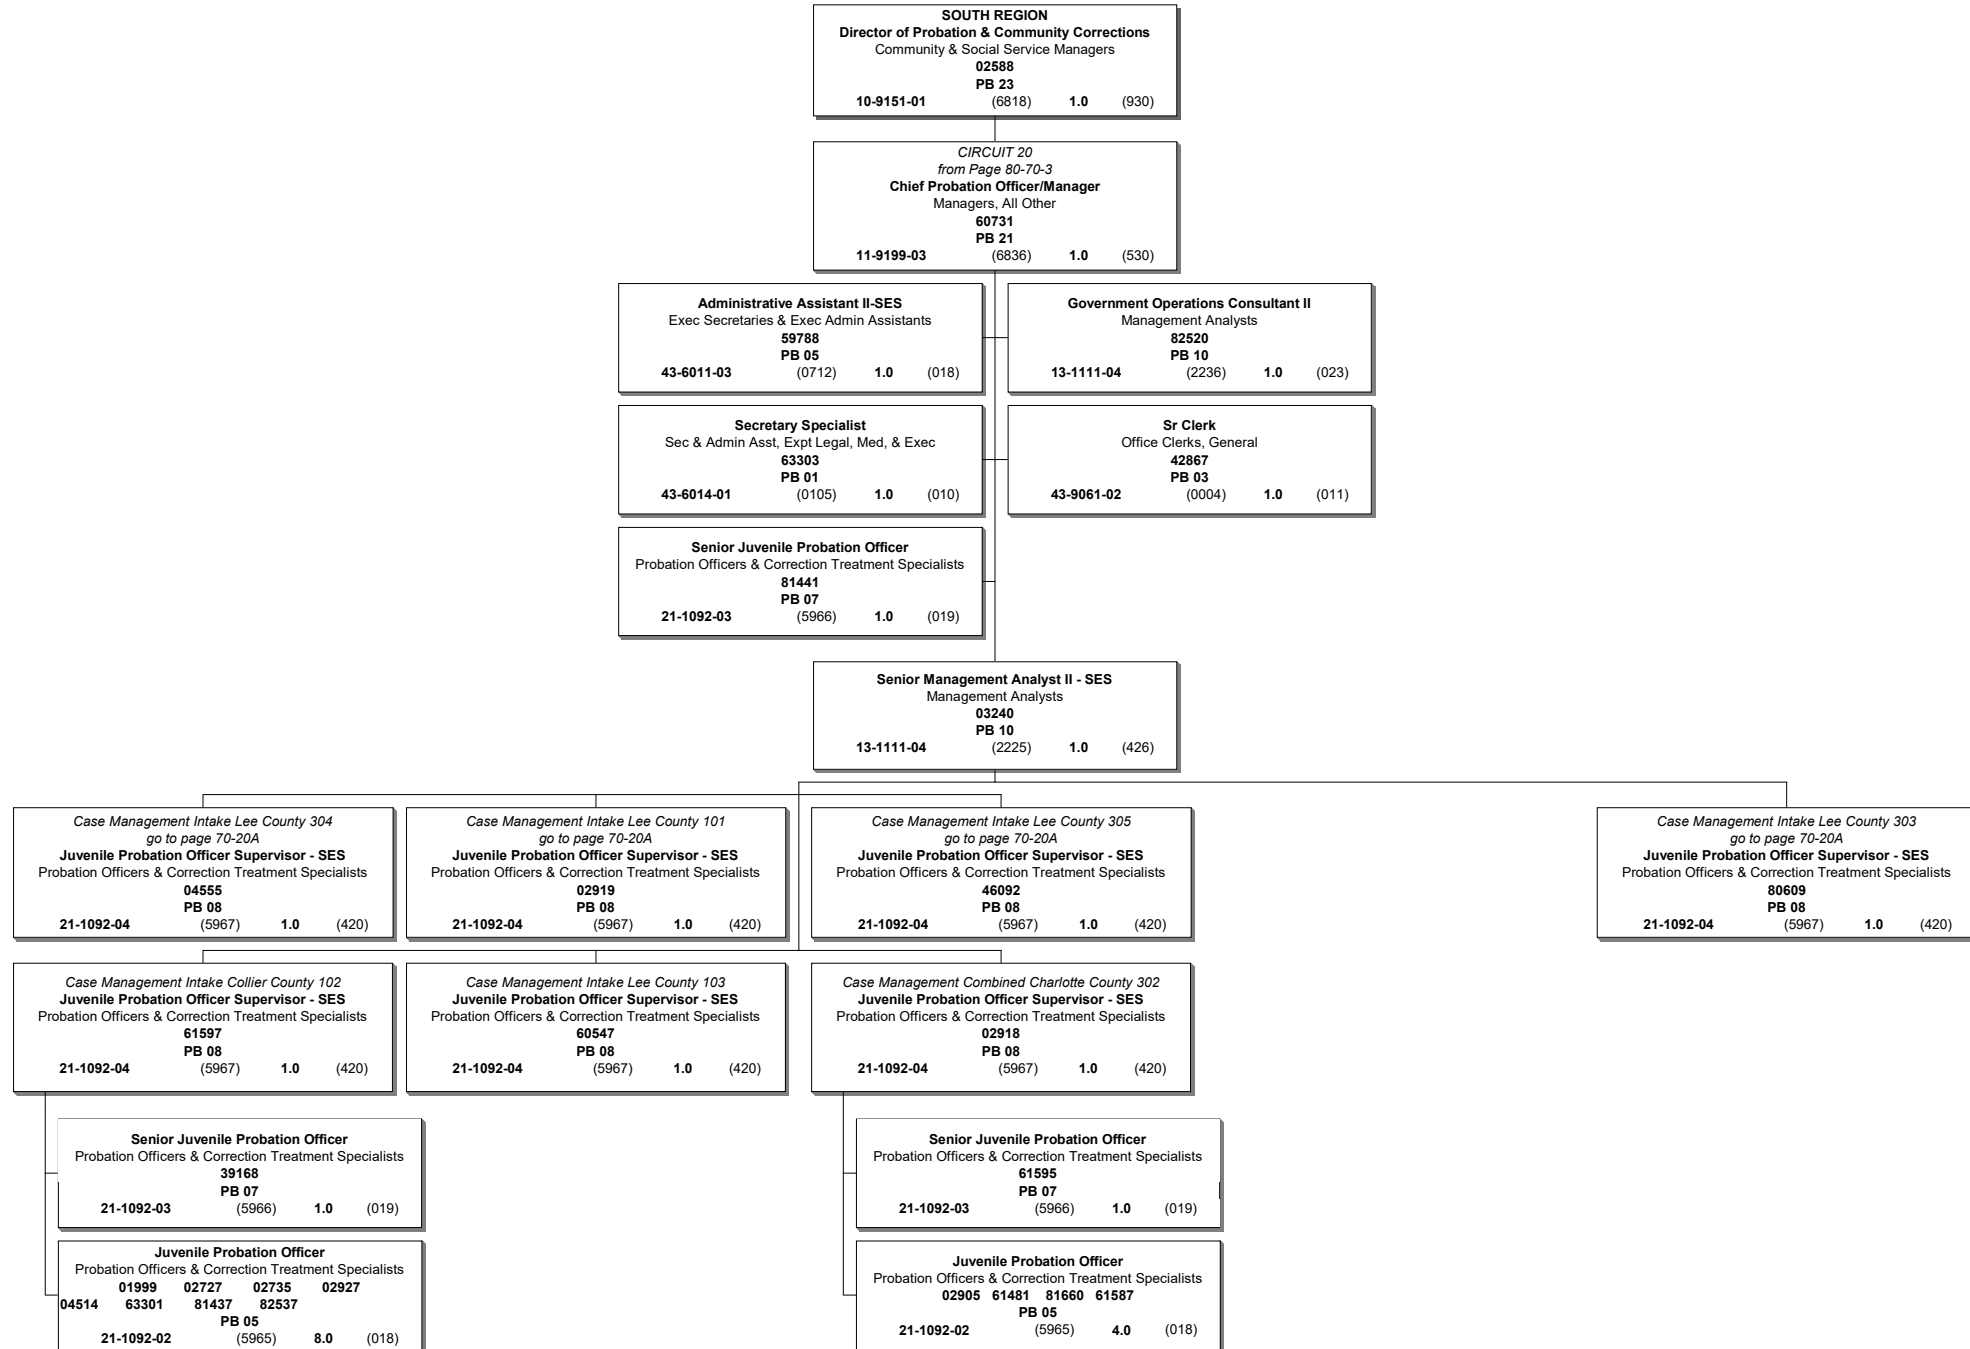 SOUTH REGION
Director of Probation & Community Corrections
Community & Social Service Managers
02588
PB 23
10-9151-01 (6818) 1.0 (930)
CIRCUIT 20
from Page 80-70-3
Chief Probation Officer/Manager
Managers, All Other
60731
PB 21
11-9199-03 (6836) 1.0 (530)
Administrative Assistant II-SES
Exec Secretaries & Exec Admin Assistants
59788
PB 05
43-6011-03 (0712) 1.0 (018)
Government Operations Consultant II
Management Analysts
82520
PB 10
13-1111-04 (2236) 1.0 (023)
Secretary Specialist
Sec & Admin Asst, Expt Legal, Med, & Exec
63303
PB 01
43-6014-01 (0105) 1.0 (010)
Sr Clerk
Office Clerks, General
42867
PB 03
43-9061-02 (0004) 1.0 (011)
Senior Juvenile Probation Officer
Probation Officers & Correction Treatment Specialists
81441
PB 07
21-1092-03 (5966) 1.0 (019)
Senior Management Analyst II - SES
Management Analysts
03240
PB 10
13-1111-04 (2225) 1.0 (426)
Case Management Intake Lee County 304
go to page 70-20A
Juvenile Probation Officer Supervisor - SES
Probation Officers & Correction Treatment Specialists
04555
PB 08
21-1092-04 (5967) 1.0 (420)
Case Management Intake Lee County 101
go to page 70-20A
Juvenile Probation Officer Supervisor - SES
Probation Officers & Correction Treatment Specialists
02919
PB 08
21-1092-04 (5967) 1.0 (420)
Case Management Intake Lee County 305
go to page 70-20A
Juvenile Probation Officer Supervisor - SES
Probation Officers & Correction Treatment Specialists
46092
PB 08
21-1092-04 (5967) 1.0 (420)
Case Management Intake Lee County 303
go to page 70-20A
Juvenile Probation Officer Supervisor - SES
Probation Officers & Correction Treatment Specialists
80609
PB 08
21-1092-04 (5967) 1.0 (420)
Case Management Intake Collier County 102
Juvenile Probation Officer Supervisor - SES
Probation Officers & Correction Treatment Specialists
61597
PB 08
21-1092-04 (5967) 1.0 (420)
Case Management Intake Lee County 103
Juvenile Probation Officer Supervisor - SES
Probation Officers & Correction Treatment Specialists
60547
PB 08
21-1092-04 (5967) 1.0 (420)
Case Management Combined Charlotte County 302
Juvenile Probation Officer Supervisor - SES
Probation Officers & Correction Treatment Specialists
02918
PB 08
21-1092-04 (5967) 1.0 (420)
Senior Juvenile Probation Officer
Probation Officers & Correction Treatment Specialists
39168
PB 07
21-1092-03 (5966) 1.0 (019)
Senior Juvenile Probation Officer
Probation Officers & Correction Treatment Specialists
61595
PB 07
21-1092-03 (5966) 1.0 (019)
Juvenile Probation Officer
Probation Officers & Correction Treatment Specialists
01999 02727 02735 02927
04514 63301 81437 82537
PB 05
21-1092-02 (5965) 8.0 (018)
Juvenile Probation Officer
Probation Officers & Correction Treatment Specialists
02905 61481 81660 61587
PB 05
21-1092-02 (5965) 4.0 (018)